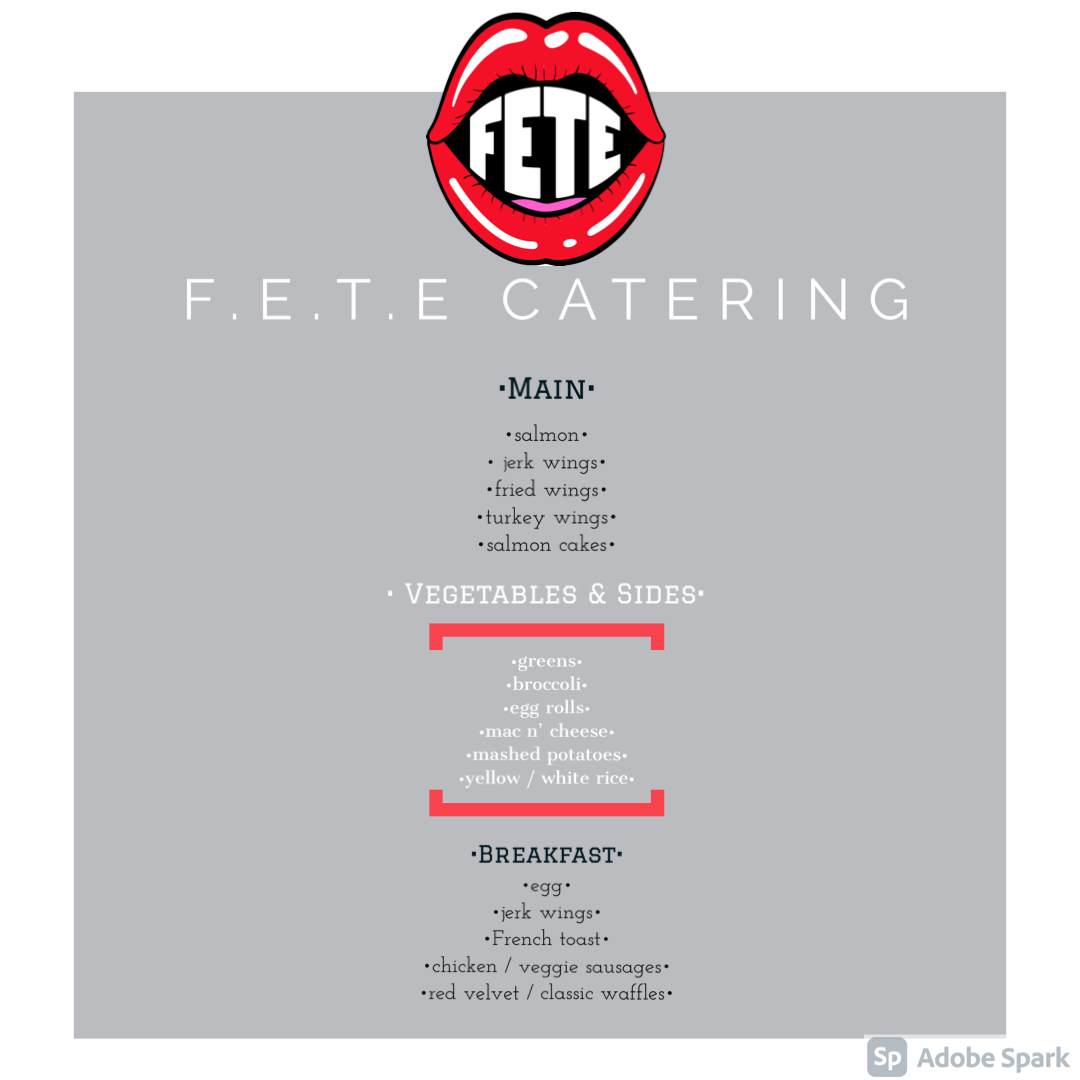 FETE
F.E.T.E CATERING
•Main•
•salmon•
• jerk wings•
•fried wings•
•turkey wings•
•salmon cakes•
• Vegetables & Sides•
•greens•
•broccoli•
•egg rolls•
•mac n' cheese•
•mashed potatoes•
•yellow / white rice•
•Breakfast•
•egg•
•jerk wings•
•French toast•
•chicken / veggie sausages•
•red velvet / classic waffles•
Sp Adobe Spark